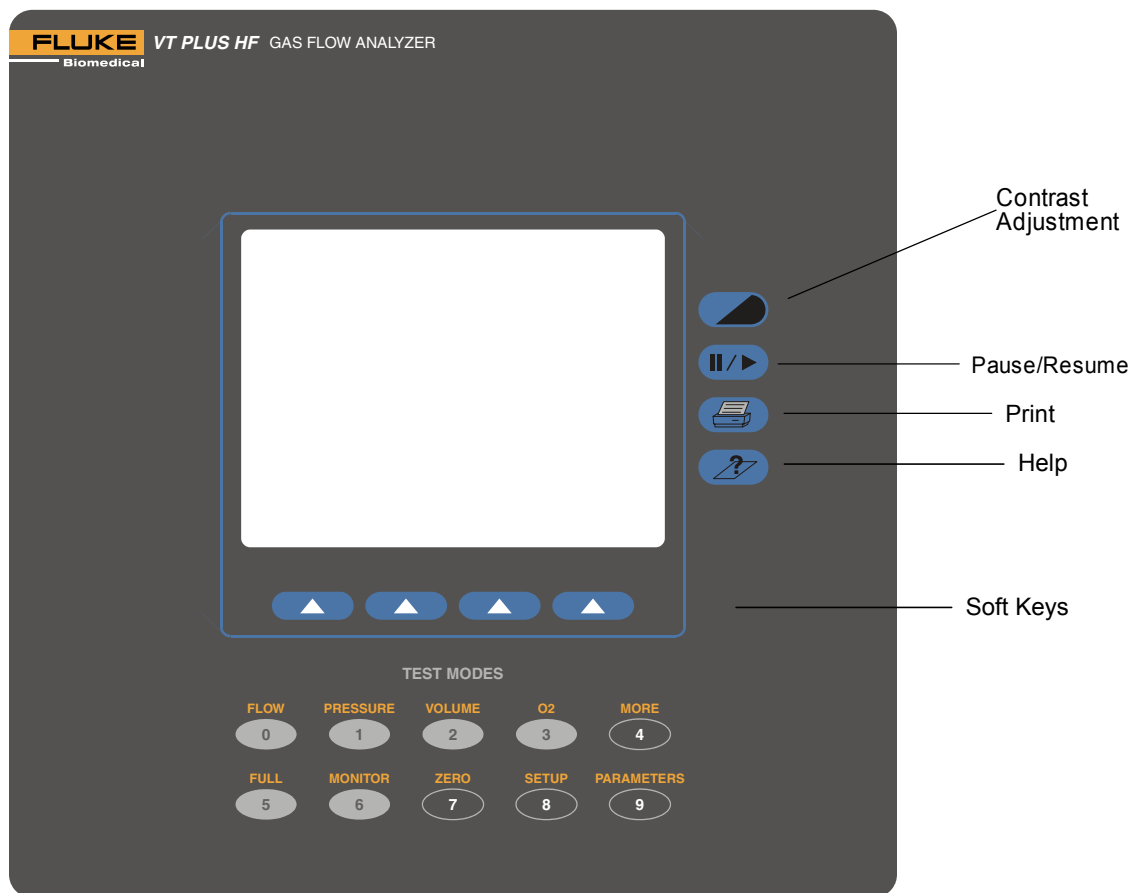 FLUKE VT PLUS HF GAS FLOW ANALYZER
Biomedical
Contrast
Adjustment
Pause/Resume
Print
? Help
Soft Keys
TEST MODES
FLOW PRESSURE VOLUME O2 MORE
0 1 2 3 4
FULL MONITOR ZERO SETUP PARAMETERS
5 6 7 8 9